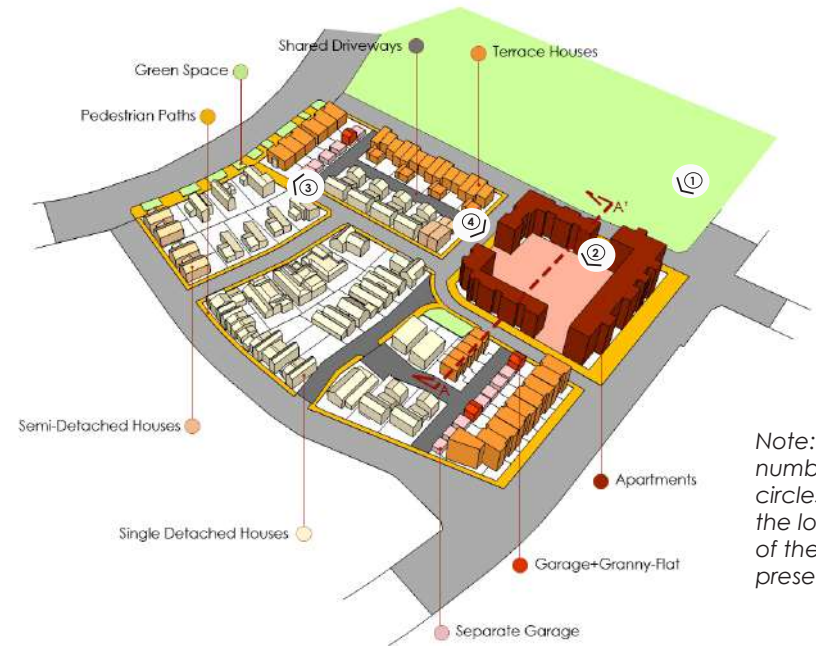 Shared Driveways
Terrace Houses
Green Space
Pedestrian Paths
1
3
A'
4
2
A
Semi-Detached Houses
Apartments
Note:
numb
circles
Single Detached Houses
the lo
Garage+Granny-Flat
of the
prese
Separate Garage